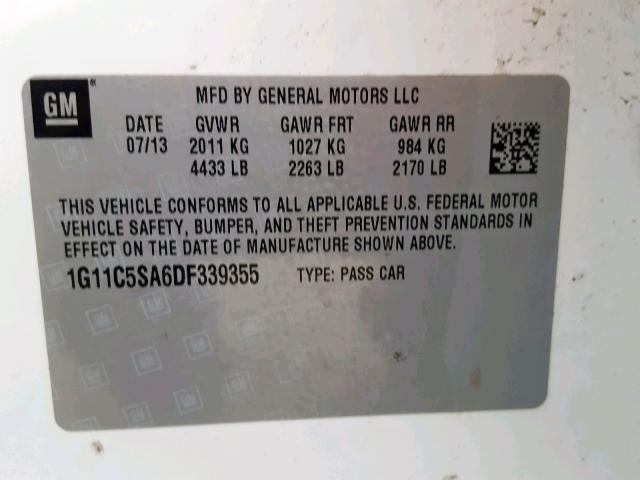 GM
MFD BY GENERAL MOTORS LLC
DATE GVWR GAWR FRT GAWR RR
07/13 2011 KG 1027 KG 984 KG
4433 LB 2263 LB 2170 LB
THIS VEHICLE CONFORMS TO ALL APPLICABLE U.S. FEDERAL MOTOR
VEHICLE SAFETY, BUMPER, AND THEFT PREVENTION STANDARDS IN
EFFECT ON THE DATE OF MANUFACTURE SHOWN ABOVE.
1G11C5SA6DF339355 TYPE: PASS CAR